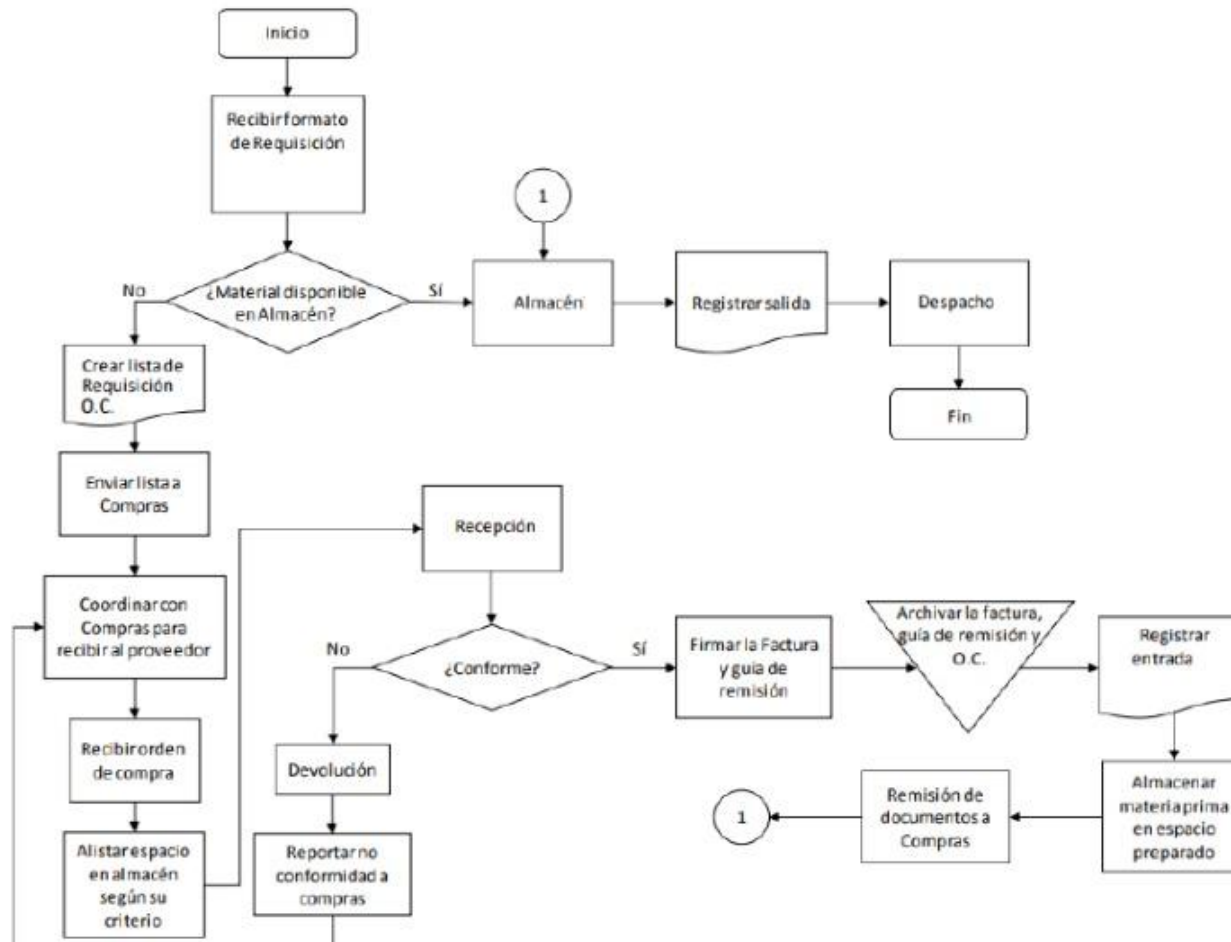 Inicio
Recibir formato
de Requisición
1
No
¿Material disponible
en Almacén?
Sí
Almacén
Registrar salida
Despacho
Fin
Crear lista de
Requisición
O.C.
Enviar lista a
Compras
Coordinar con
Compras para
recibir al proveedor
Recibir orden
de compra
Alistar espacio
en almacén
según su
criterio
Recepción
No
¿Conforme?
Sí
Devolución
Reportar no
conformidad a
compras
Firmar la Factura
y guía de
remisión
Archivar la factura,
guía de remisión y
O.C.
Registrar
entrada
Almacenar
materia prima
en espacio
preparado
Remisión de
documentos a
Compras
1